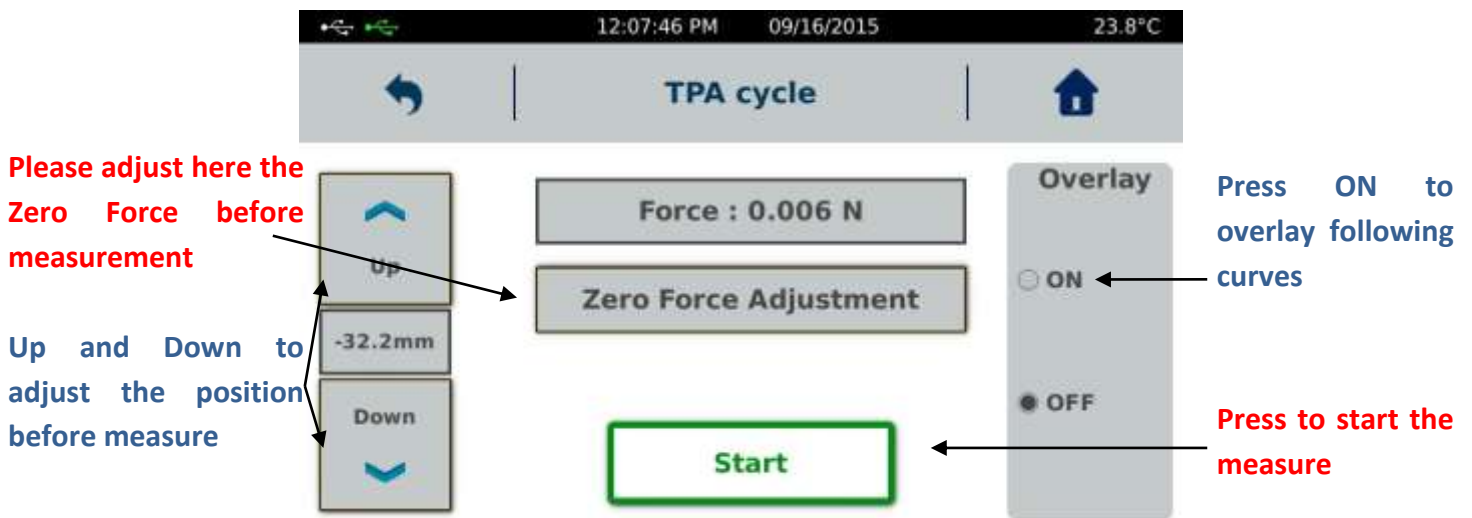 12:07:46 PM 09/16/2015 23.8°C
TPA cycle
Please adjust here the
Zero Force before
measurement
Up and Down to
adjust the position
before measure
Up
-32.2mm
Down
Force : 0.006 N
Zero Force Adjustment
Start
Overlay
ON
OFF
Press ON to
overlay following
curves
Press to start the
measure